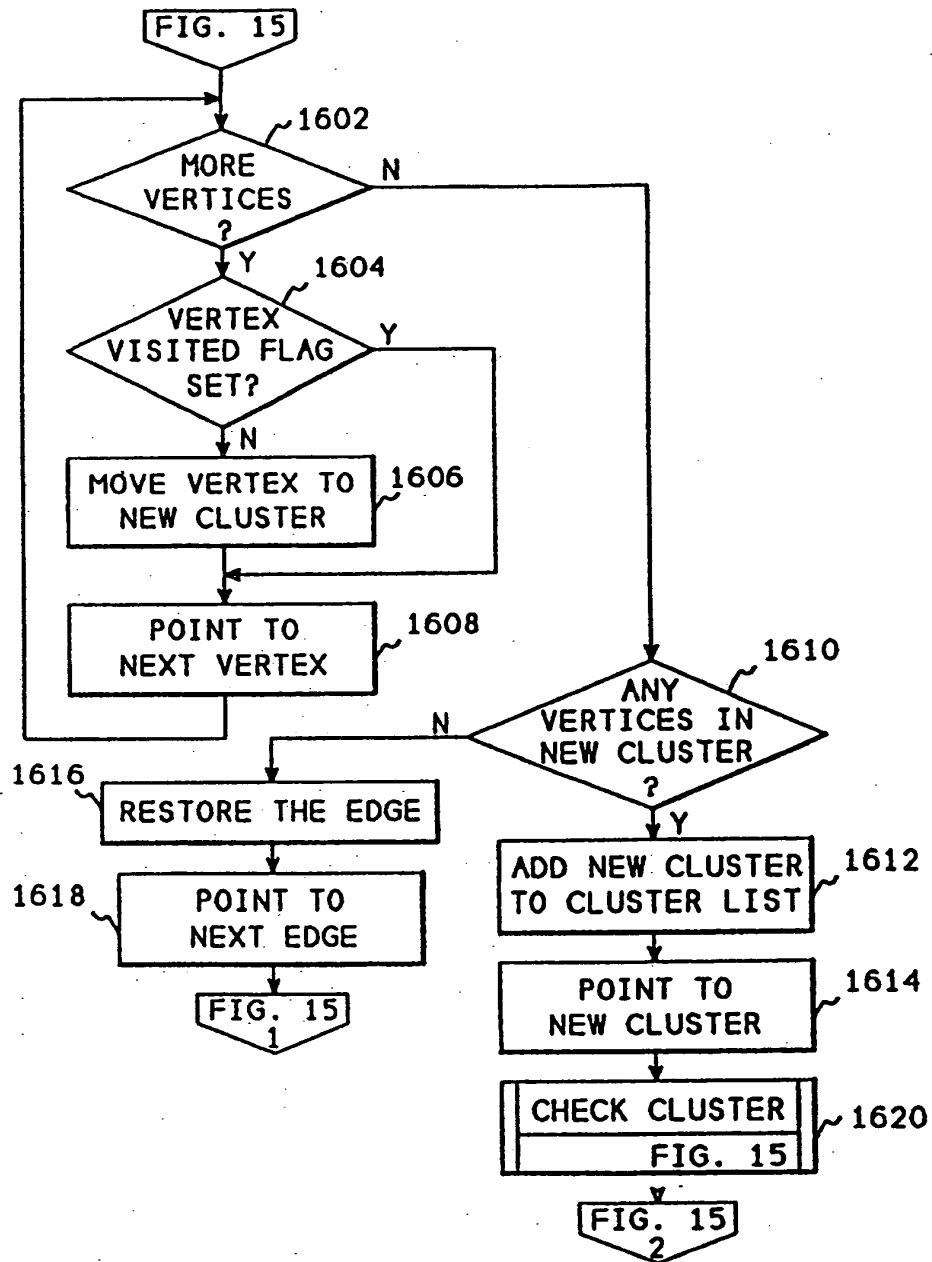 FIG. 15
1602
MORE
VERTICES
?
N
Y
1604
VERTEX
VISITED FLAG
SET?
Y
N
MOVE VERTEX TO
NEW CLUSTER
1606
POINT TO
NEXT VERTEX
1608
1610
ANY
VERTICES IN
NEW CLUSTER
?
N
Y
1616
RESTORE THE EDGE
ADD NEW CLUSTER
TO CLUSTER LIST
1612
1618
POINT TO
NEXT EDGE
POINT TO
NEW CLUSTER
1614
FIG. 15
1
CHECK CLUSTER
FIG. 15
1620
FIG. 15
2